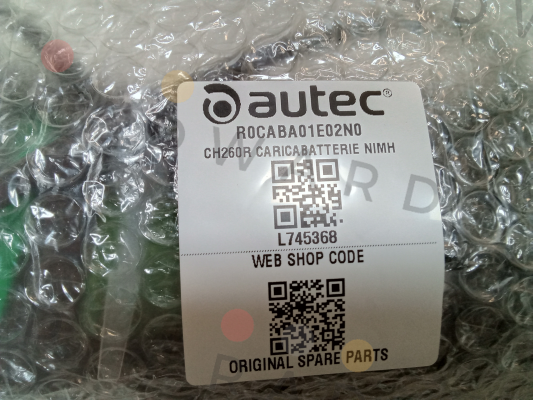 autec®
R0CABA01E02N0
CH260R CARICABATTERIE NIMH
L745368
WEB SHOP CODE
ORIGINAL SPARE PARTS